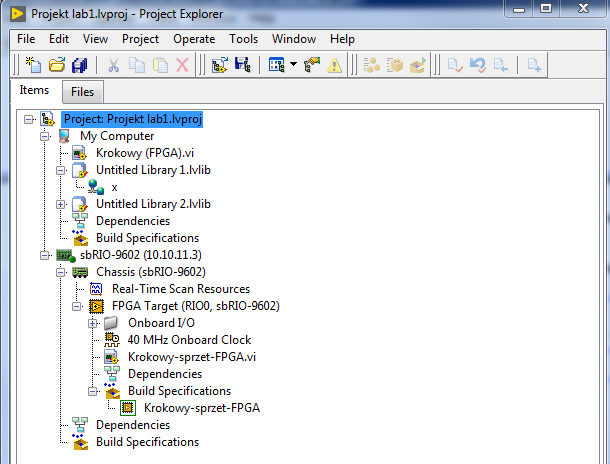 Projekt lab1.lvproj - Project Explorer
File Edit View Project Operate Tools Window Help
Items Files
Project: Projekt lab1.lvproj
My Computer
Krokowy (FPGA).vi
Untitled Library 1.lvlib
x
Untitled Library 2.lvlib
Dependencies
Build Specifications
sbRIO-9602 (10.10.11.3)
Chassis (sbRIO-9602)
Real-Time Scan Resources
FPGA Target (RIO0, sbRIO-9602)
Onboard I/O
40 MHz Onboard Clock
Krokowy-sprzet-FPGA.vi
Dependencies
Build Specifications
Krokowy-sprzet-FPGA
Dependencies
Build Specifications